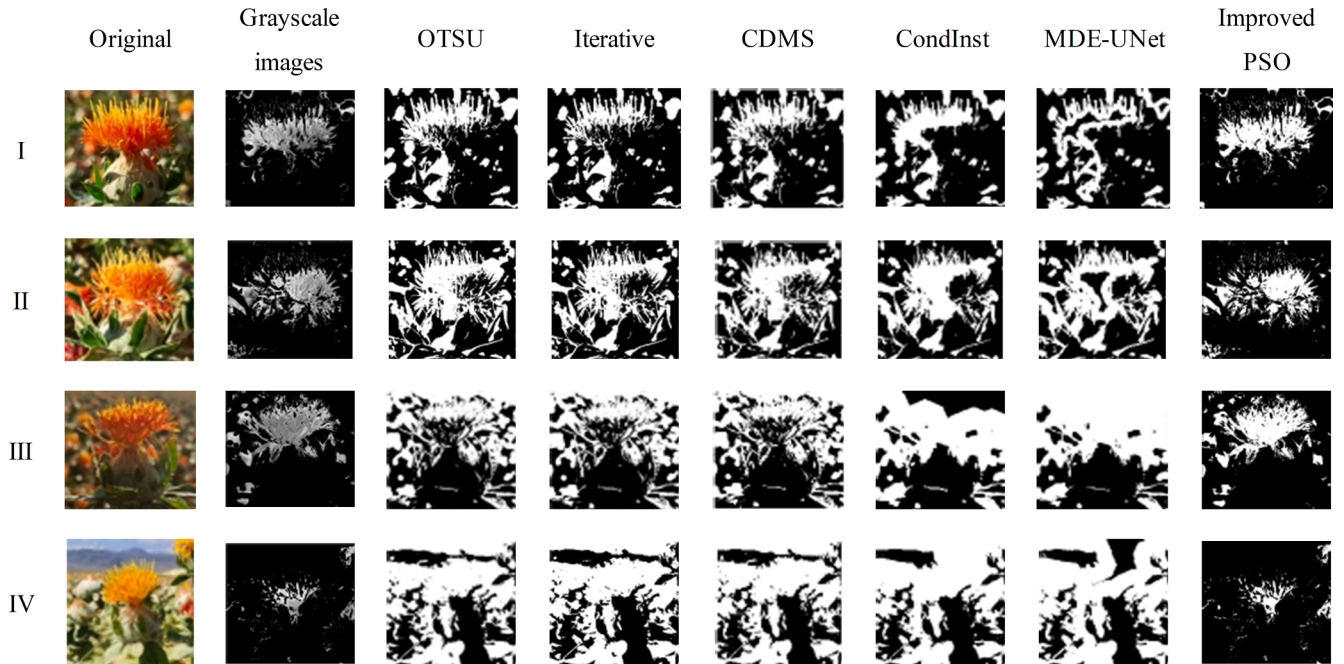 Original Grayscale images OTSU Iterative CDMS CondInst MDE-UNet Improved PSO
I
II
III
IV